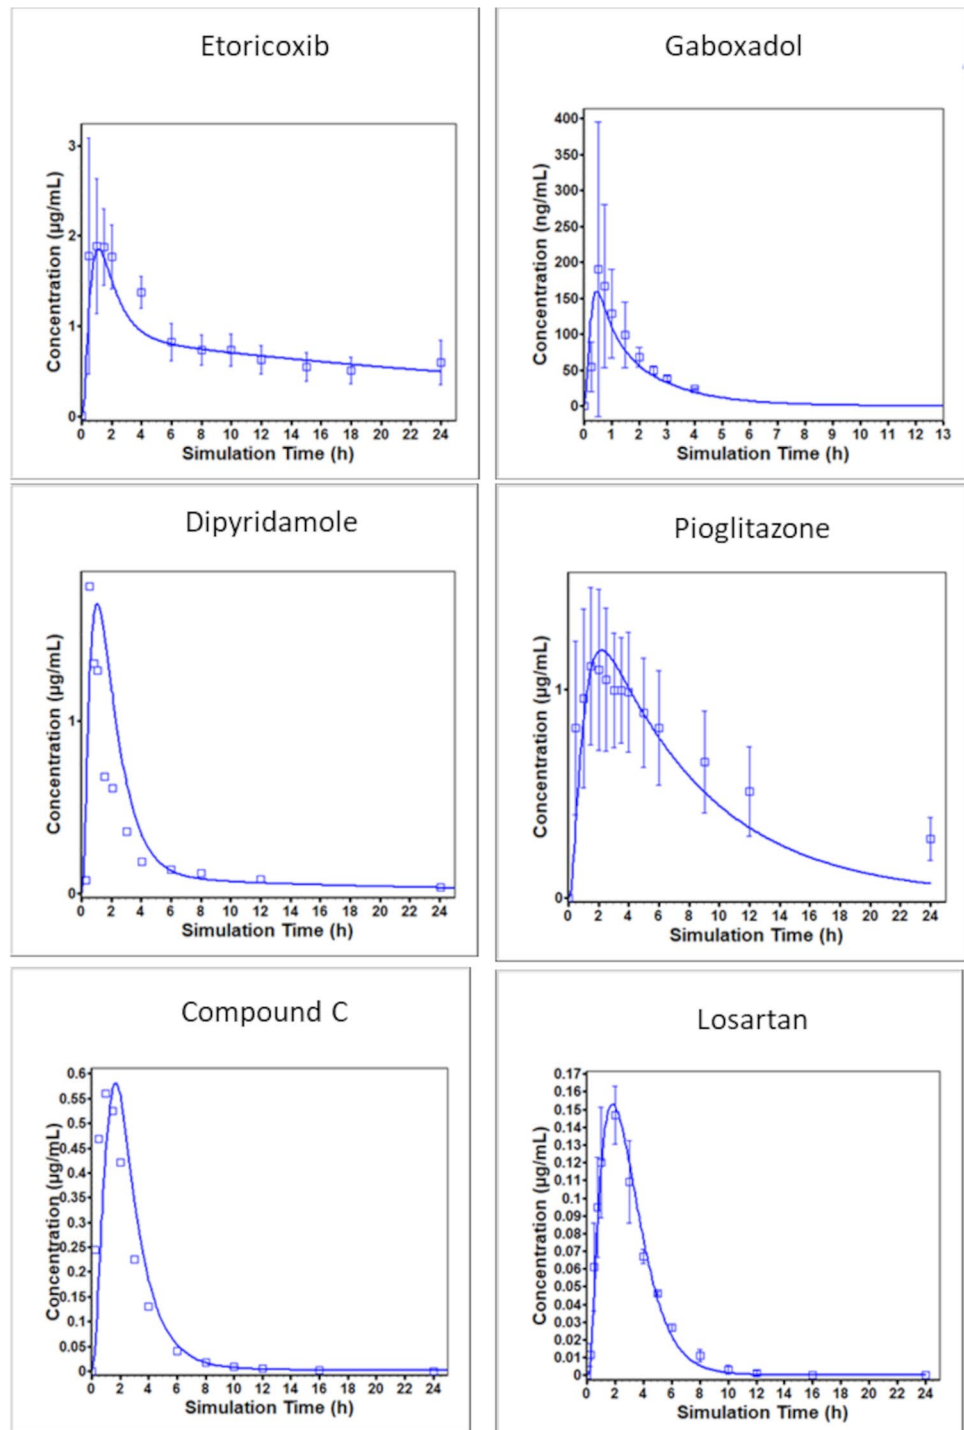 Etoricoxib
Concentration (µg/mL)
3
2
1
0
0 2 4 6 8 10 12 14 16 18 20 22 24
Simulation Time (h)
Gaboxadol
Concentration (ng/mL)
400
350
300
250
200
150
100
50
0
0 1 2 3 4 5 6 7 8 9 10 11 12 13
Simulation Time (h)
Dipyridamole
Concentration (µg/mL)
1
0
0 2 4 6 8 10 12 14 16 18 20 22 24
Simulation Time (h)
Pioglitazone
Concentration (µg/mL)
1
0
0 2 4 6 8 10 12 14 16 18 20 22 24
Simulation Time (h)
Compound C
Concentration (µg/mL)
0.6
0.55
0.5
0.45
0.4
0.35
0.3
0.25
0.2
0.15
0.1
0.05
0
0 2 4 6 8 10 12 14 16 18 20 22 24
Simulation Time (h)
Losartan
Concentration (µg/mL)
0.17
0.16
0.15
0.14
0.13
0.12
0.11
0.1
0.09
0.08
0.07
0.06
0.05
0.04
0.03
0.02
0.01
0
0 2 4 6 8 10 12 14 16 18 20 22 24
Simulation Time (h)